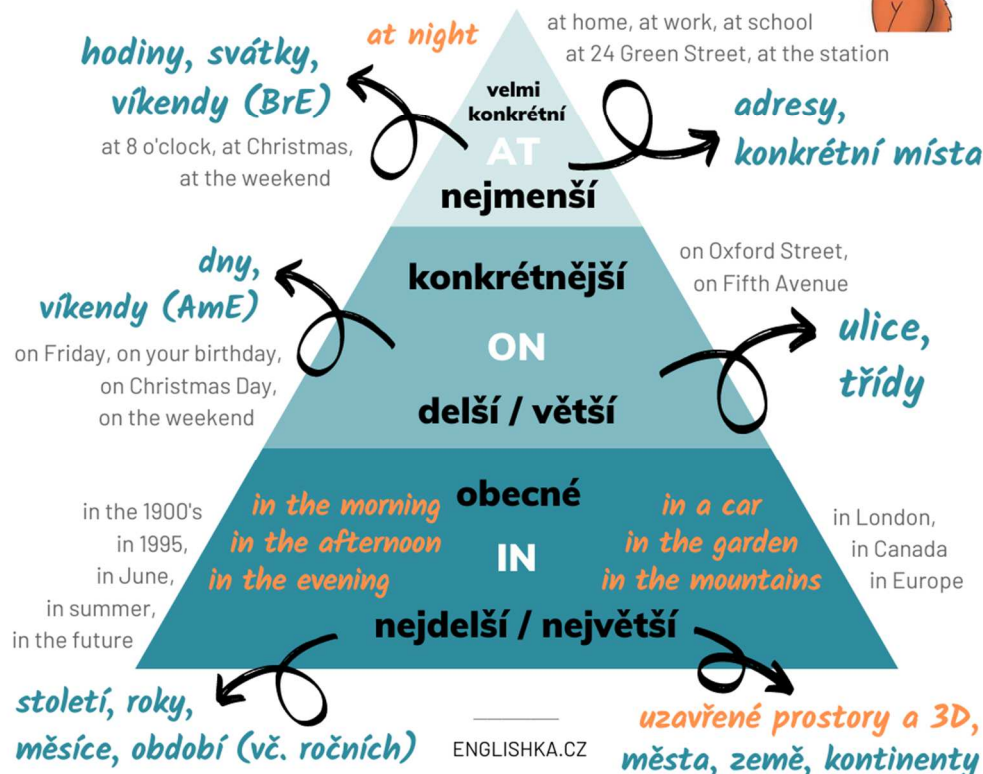 at night
hodiny, svátky,
víkendy (BrE)
at 8 o'clock, at Christmas,
at the weekend
velmi
konkrétní
AT
nejmenší
at home, at work, at school
at 24 Green Street, at the station
adresy,
konkrétní místa
dny,
víkendy (AmE)
on Friday, on your birthday,
on Christmas Day,
on the weekend
konkrétnější
ON
delší / větší
on Oxford Street,
on Fifth Avenue
ulice,
třídy
in the 1900's
in 1995,
in June,
in summer,
in the future
in the morning
in the afternoon
in the evening
obecné
IN
nejdelší / největší
in a car
in the garden
in the mountains
in London,
in Canada
in Europe
století, roky,
měsíce, období (vč. ročních)
ENGLISHKA.CZ
uzavřené prostory a 3D,
města, země, kontinenty